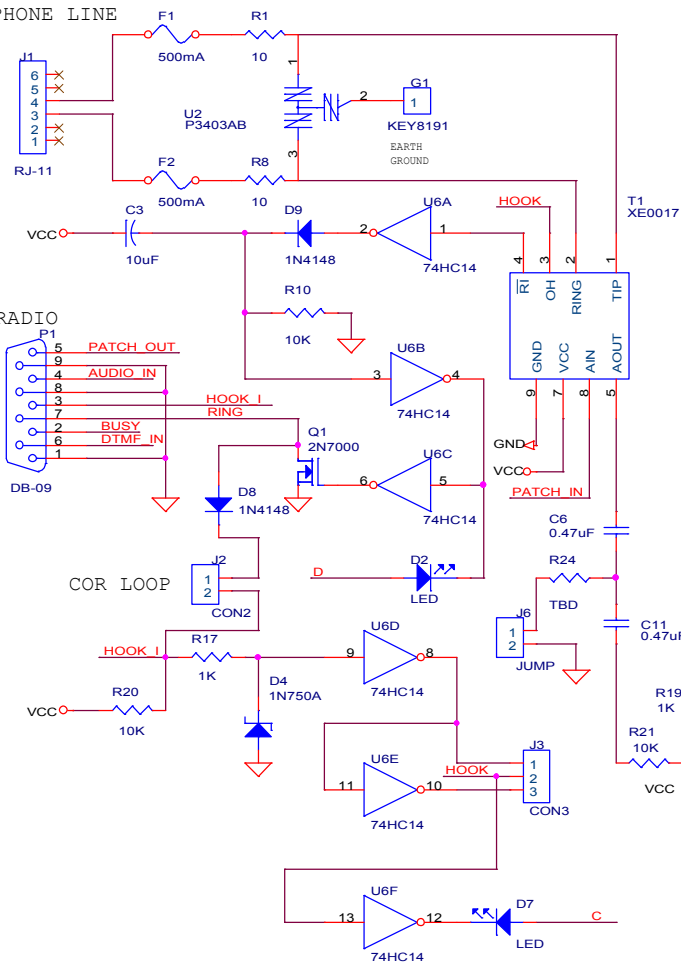 PHONE LINE
F1
R1
J1
500mA
10
6
5
4
3
2
1
RJ-11
1
2
3
U2
P3403AB
G1
1
KEY8191
EARTH
GROUND
F2
R8
500mA
10
C3
VCC
10uF
D9
1N4148
U6A
2
1
74HC14
HOOK
T1
XE0017
4
3
2
1
RI
OH
RING
TIP
GND
VCC
AIN
AOUT
9
7
8
5
R10
10K
RADIO
P1
5
9
4
8
3
7
2
6
1
PATCH_OUT
AUDIO_IN
HOOK_I
RING
BUSY
DTMF_IN
DB-09
U6B
3
4
74HC14
Q1
2N7000
U6C
6
5
74HC14
GND
VCC
PATCH_IN
D8
1N4148
C6
0.47uF
D2
D
LED
R24
TBD
J2
1
2
CON2
COR LOOP
J6
1
2
JUMP
C11
0.47uF
HOOK_I
R17
1K
U6D
9
8
74HC14
D4
1N750A
VCC
R20
10K
R19
1K
R21
10K
VCC
U6E
11
10
74HC14
HOOK
J3
1
2
3
CON3
U6F
13
12
74HC14
D7
LED
C